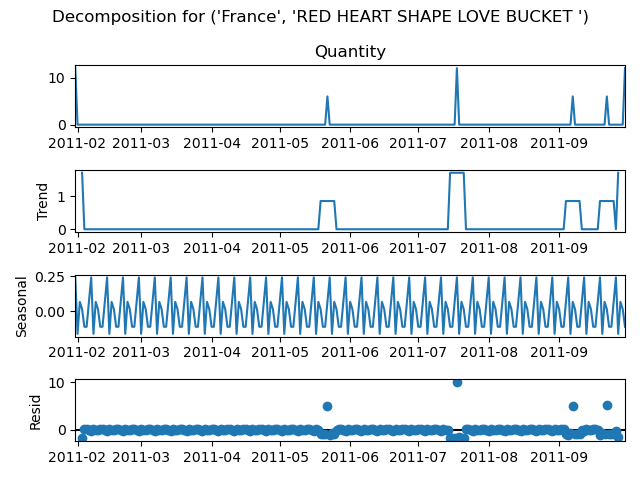 Decomposition for ('France', 'RED HEART SHAPE LOVE BUCKET ')
Quantity
10
0
2011-02 2011-03 2011-04 2011-05 2011-06 2011-07 2011-08 2011-09
Trend
1
0
2011-02 2011-03 2011-04 2011-05 2011-06 2011-07 2011-08 2011-09
Seasonal
0.25
0.00
2011-02 2011-03 2011-04 2011-05 2011-06 2011-07 2011-08 2011-09
Resid
10
0
2011-02 2011-03 2011-04 2011-05 2011-06 2011-07 2011-08 2011-09